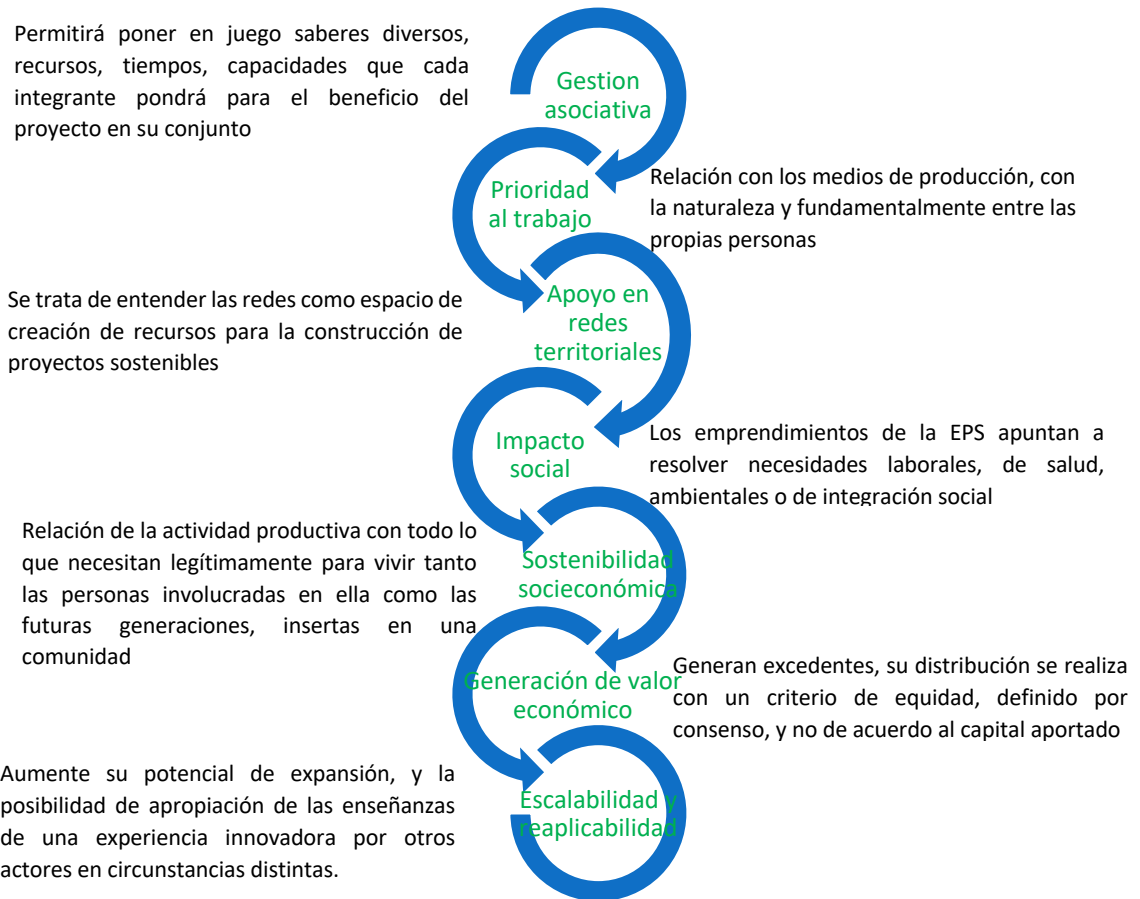 Permitirá poner en juego saberes diversos,
recursos, tiempos, capacidades que cada
integrante pondrá para el beneficio del
proyecto en su conjunto
Gestion
asociativa
Prioridad
al trabajo
Relación con los medios de producción, con
la naturaleza y fundamentalmente entre las
propias personas
Se trata de entender las redes como espacio de
creación de recursos para la construcción de
proyectos sostenibles
Apoyo en
redes
territoriales
Impacto
social
Los emprendimientos de la EPS apuntan a
resolver necesidades laborales, de salud,
ambientales o de integración social
Relación de la actividad productiva con todo lo
que necesitan legítimamente para vivir tanto
las personas involucradas en ella como las
futuras generaciones, insertas en una
comunidad
Sostenibilidad
socieconómica
Generación de valor
económico
Generan excedentes, su distribución se realiza
con un criterio de equidad, definido por
consenso, y no de acuerdo al capital aportado
Aumente su potencial de expansión, y la
posibilidad de apropiación de las enseñanzas
de una experiencia innovadora por otros
actores en circunstancias distintas.
Escalabilidad y
reaplicabilidad